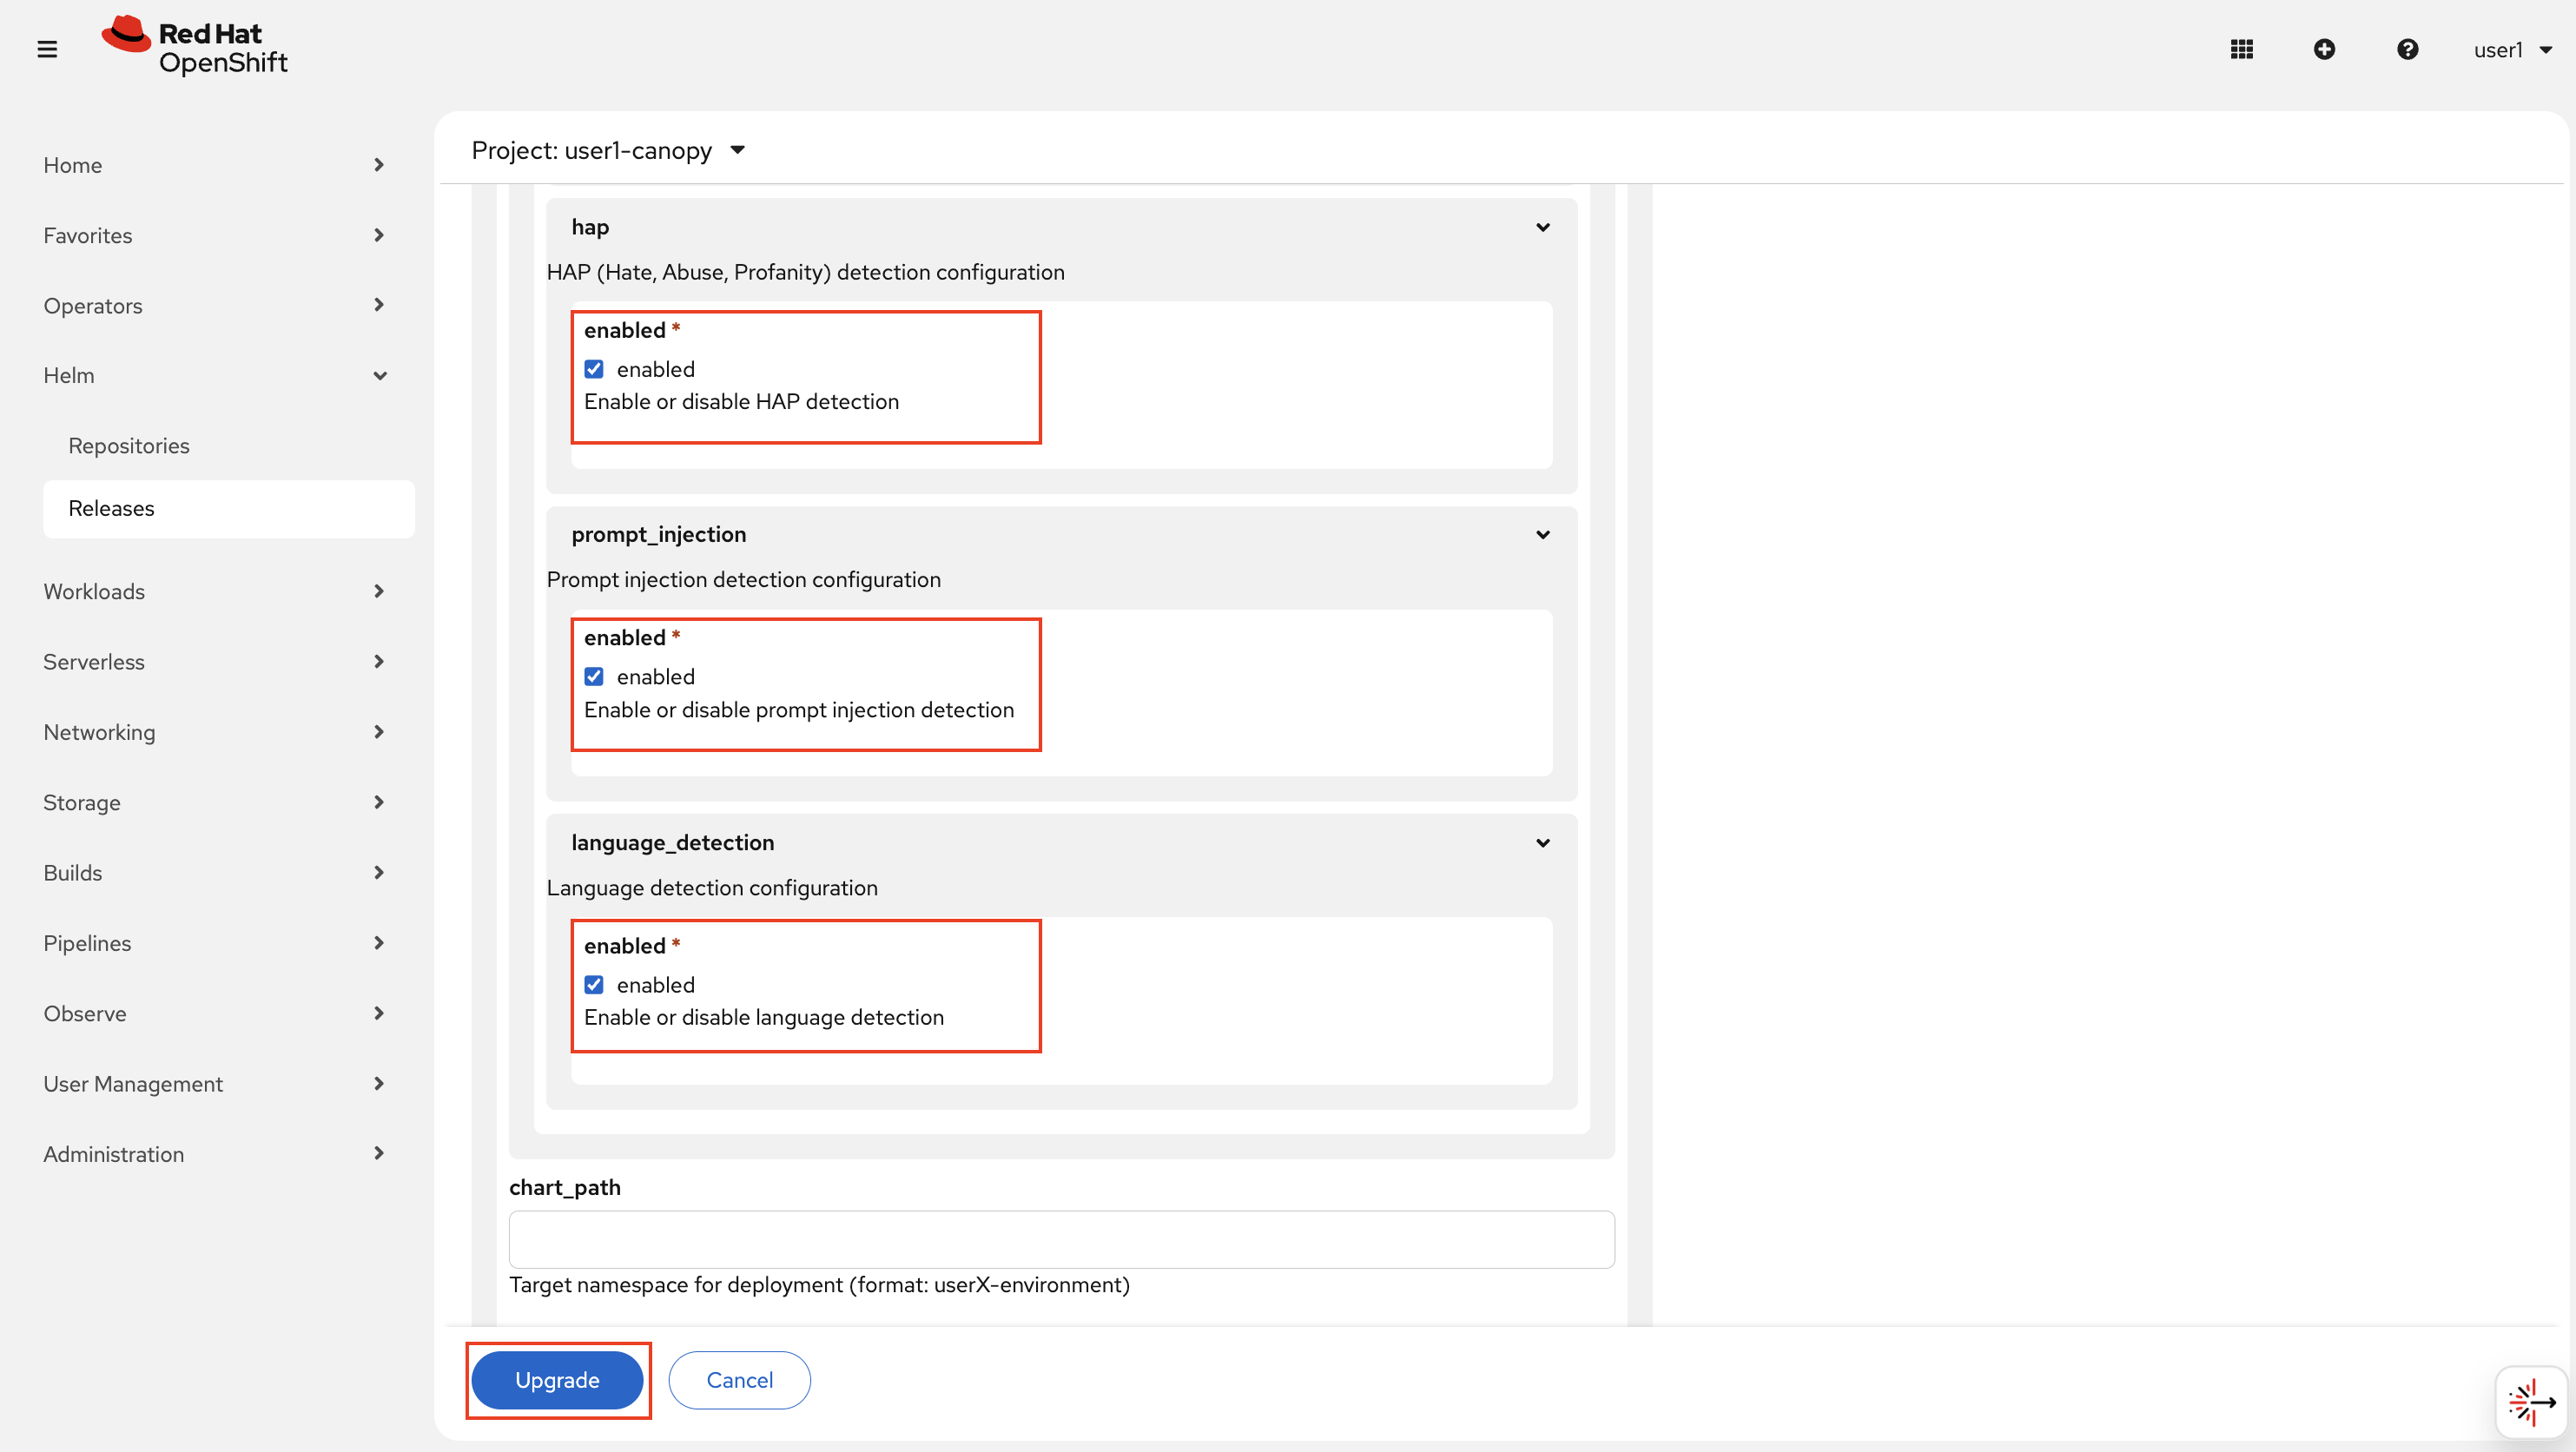 Red Hat
OpenShift
user1
Home
Favorites
Operators
Helm
Repositories
Releases
Workloads
Serverless
Networking
Storage
Builds
Pipelines
Observe
User Management
Administration
Project: user1-canopy
hap
HAP (Hate, Abuse, Profanity) detection configuration
enabled *
enabled
Enable or disable HAP detection
prompt_injection
Prompt injection detection configuration
enabled *
enabled
Enable or disable prompt injection detection
language_detection
Language detection configuration
enabled *
enabled
Enable or disable language detection
chart_path
Target namespace for deployment (format: userX-environment)
Upgrade
Cancel